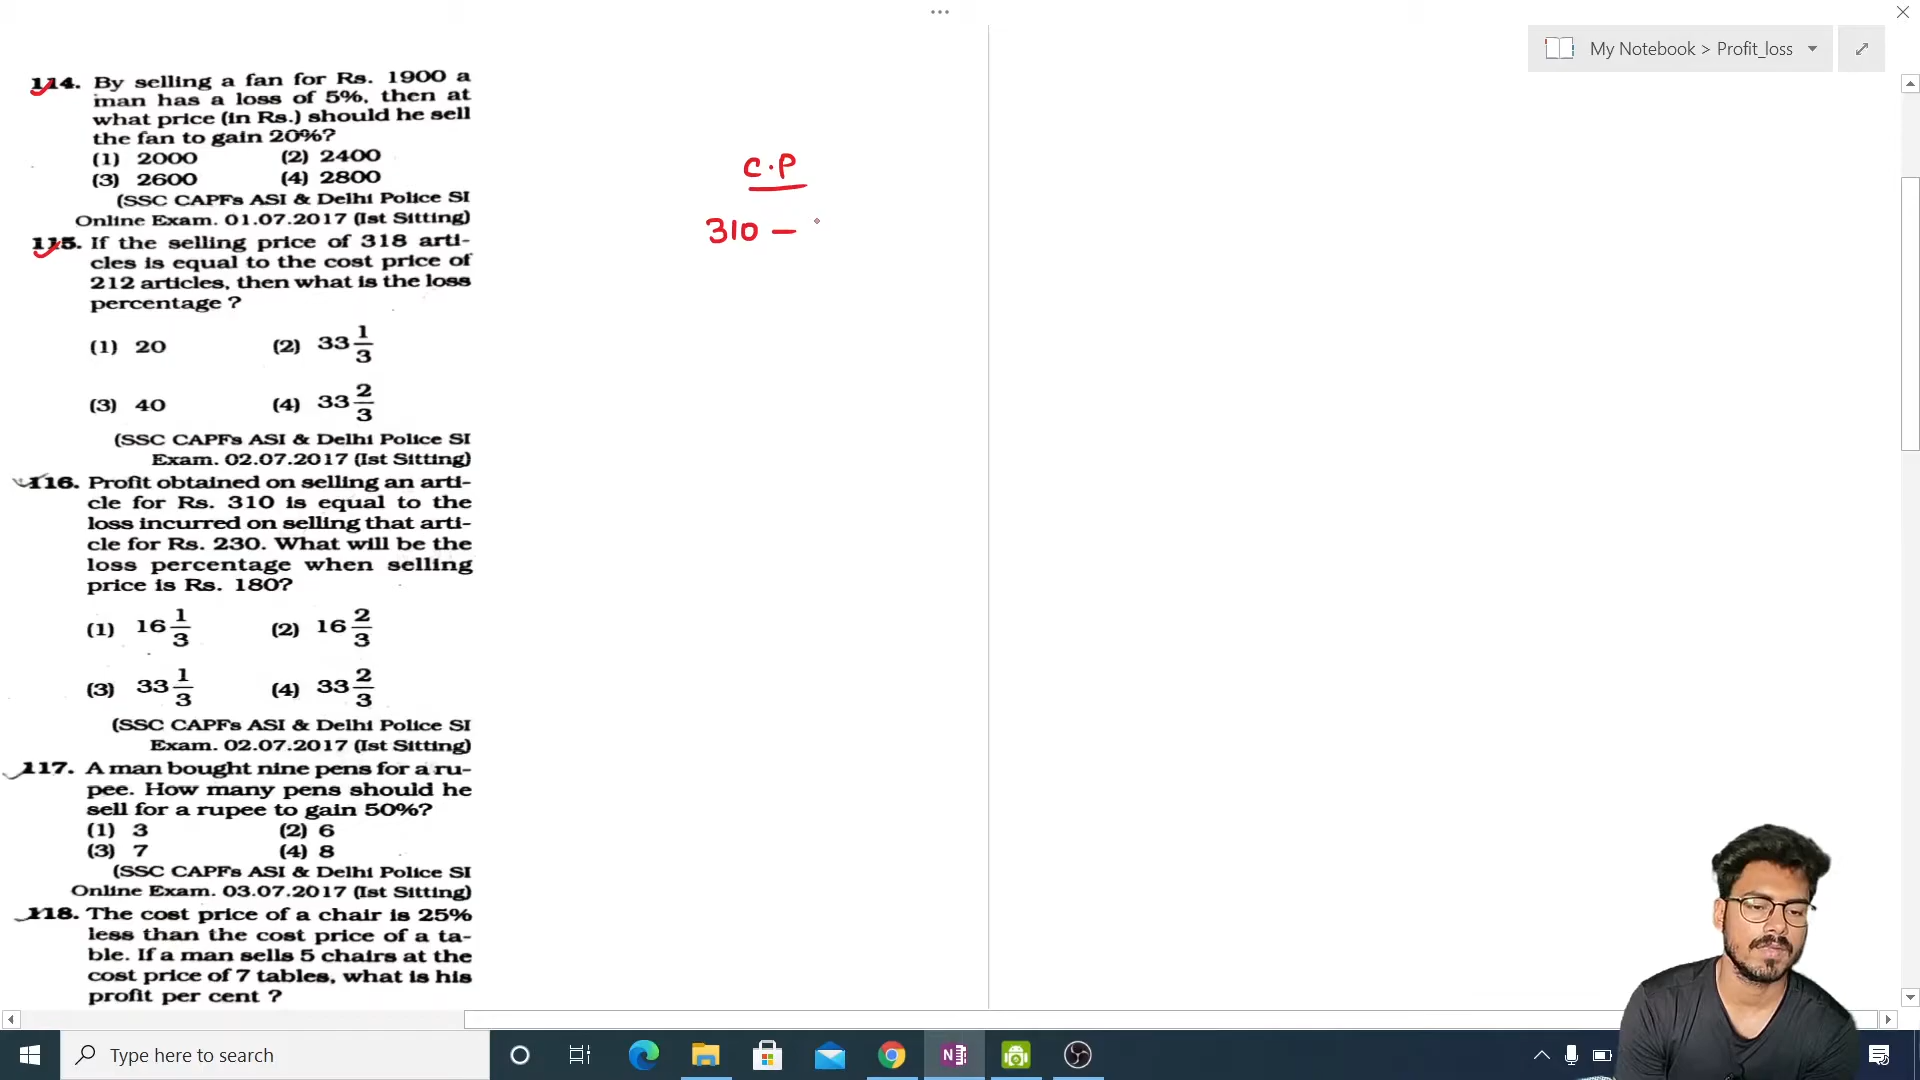 My Notebook > Profit_loss
114. By selling a fan for Rs. 1900 a
man has a loss of 5%, then at
what price (in Rs.) should he sell
the fan to gain 20%?
(1) 2000 (2) 2400
(3) 2600 (4) 2800
(SSC CAPFs ASI & Delhi Police SI
Online Exam. 01.07.2017 (Ist Sitting)
115. If the selling price of 318 arti-
cles is equal to the cost price of
212 articles, then what is the loss
percentage ?
(1) 20 (2) 33 1/3
(3) 40 (4) 33 2/3
(SSC CAPFs ASI & Delhi Police SI
Exam. 02.07.2017 (Ist Sitting)
116. Profit obtained on selling an arti-
cle for Rs. 310 is equal to the
loss incurred on selling that arti-
cle for Rs. 230. What will be the
loss percentage when selling
price is Rs. 180?
(1) 16 1/3 (2) 16 2/3
(3) 33 1/3 (4) 33 2/3
(SSC CAPFs ASI & Delhi Police SI
Exam. 02.07.2017 (Ist Sitting)
117. A man bought nine pens for a ru-
pee. How many pens should he
sell for a rupee to gain 50%?
(1) 3 (2) 6
(3) 7 (4) 8
(SSC CAPFs ASI & Delhi Police SI
Online Exam. 03.07.2017 (Ist Sitting)
118. The cost price of a chair is 25%
less than the cost price of a ta-
ble. If a man sells 5 chairs at the
cost price of 7 tables, what is his
profit per cent ?
C.P
310 –
Type here to search